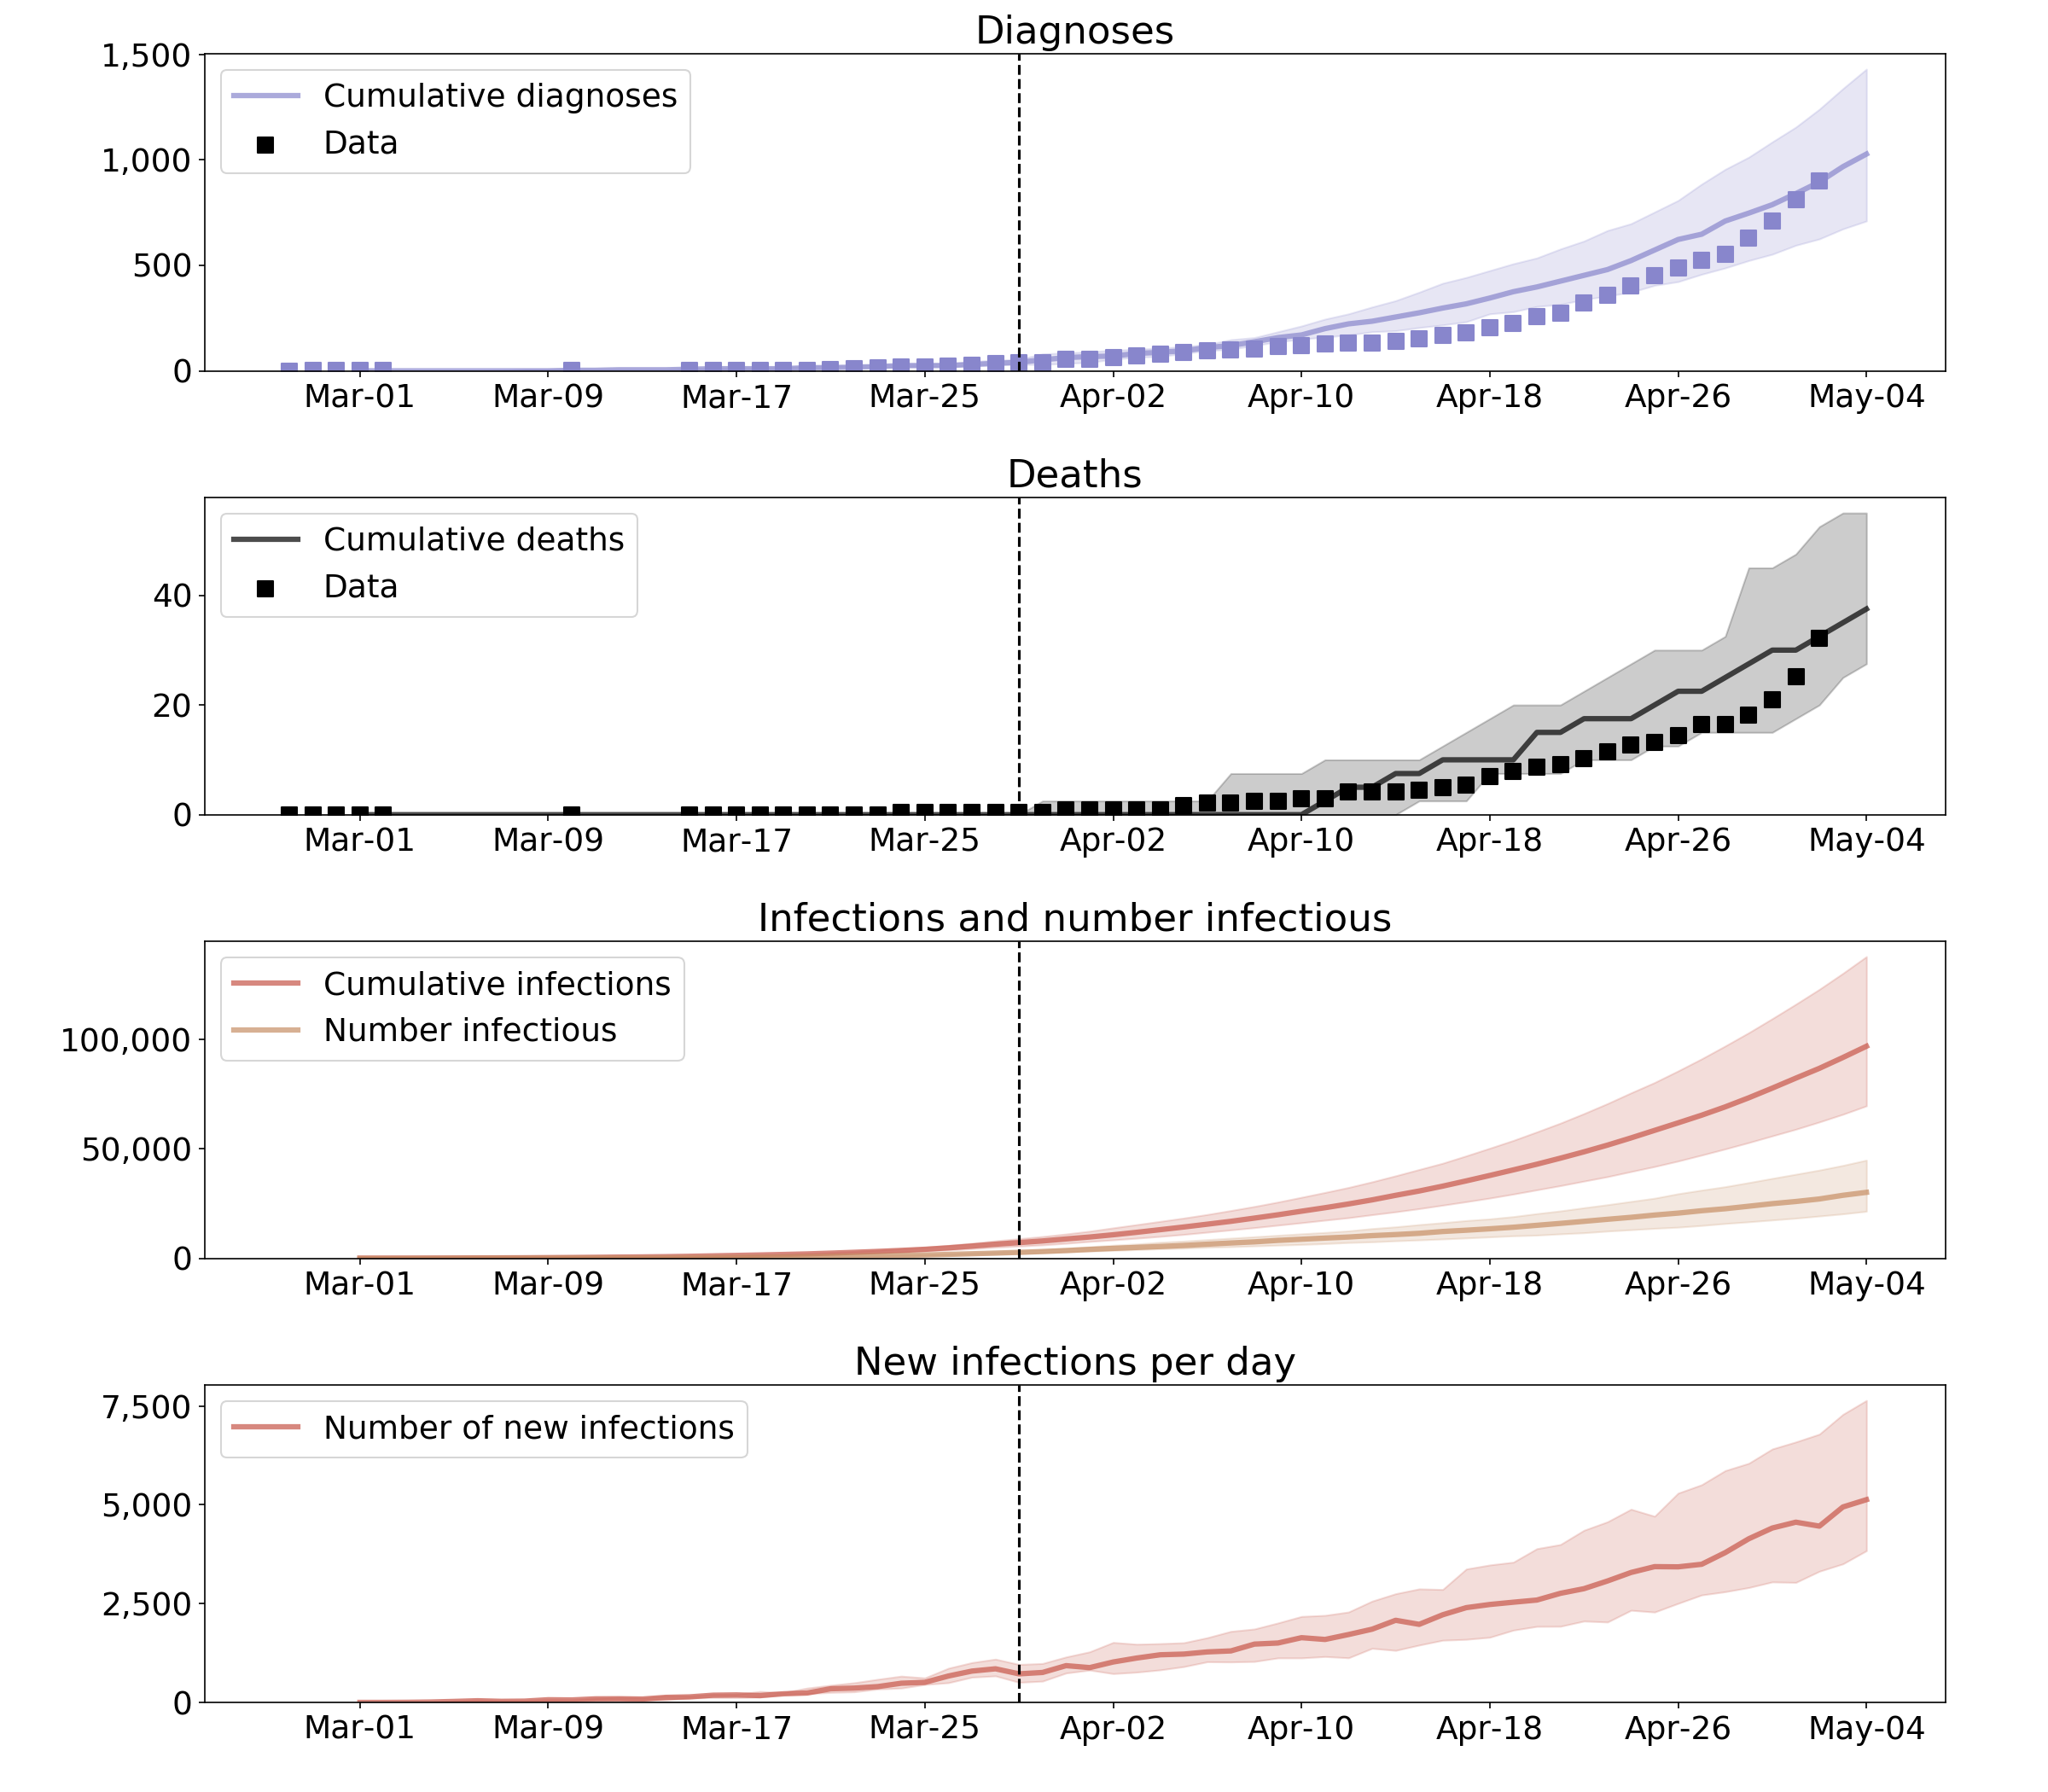 Diagnoses
1,500
1,000
500
0
Cumulative diagnoses
Data
Mar-01 Mar-09 Mar-17 Mar-25 Apr-02 Apr-10 Apr-18 Apr-26 May-04
Deaths
40
20
0
Cumulative deaths
Data
Mar-01 Mar-09 Mar-17 Mar-25 Apr-02 Apr-10 Apr-18 Apr-26 May-04
Infections and number infectious
100,000
50,000
0
Cumulative infections
Number infectious
Mar-01 Mar-09 Mar-17 Mar-25 Apr-02 Apr-10 Apr-18 Apr-26 May-04
New infections per day
7,500
5,000
2,500
0
Number of new infections
Mar-01 Mar-09 Mar-17 Mar-25 Apr-02 Apr-10 Apr-18 Apr-26 May-04